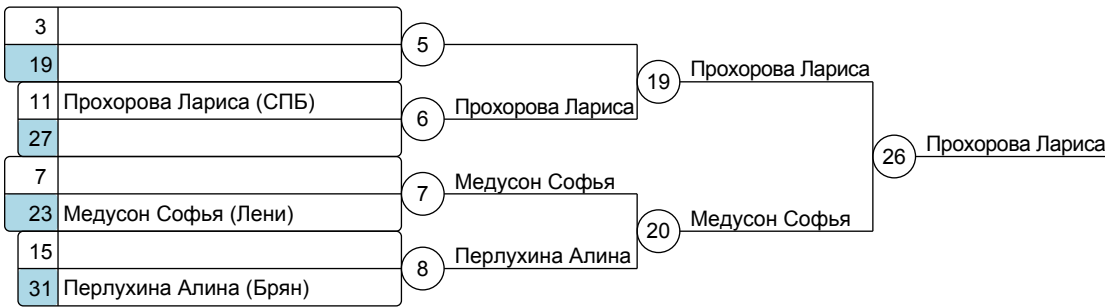 3
5
19
19
Прохорова Лариса
11 Прохорова Лариса (СПБ)
6
Прохорова Лариса
27
26
Прохорова Лариса
7
7
Медусон Софья
23 Медусон Софья (Лени)
20
Медусон Софья
15
8
Перлухина Алина
31 Перлухина Алина (Брян)